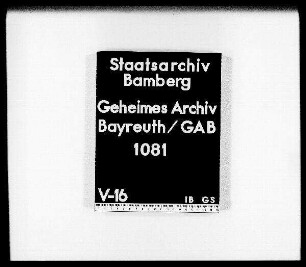 Staatsarchiv
Bamberg
Geheimes Archiv
Bayreuth/GAB
1081
V-16 IB GS